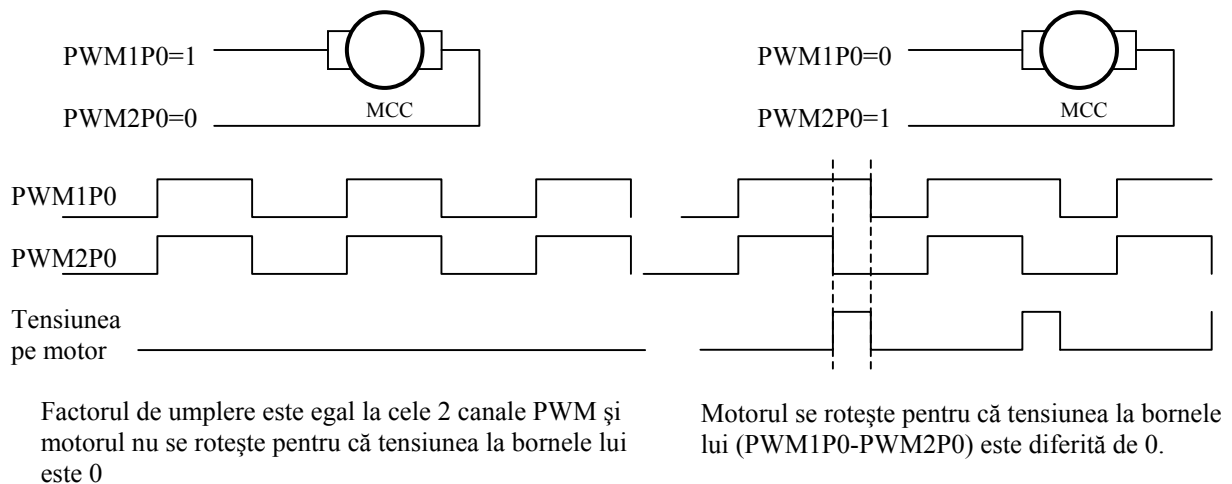 PWM1P0=1
PWM2P0=0
MCC
PWM1P0=0
PWM2P0=1
MCC
PWM1P0
PWM2P0
Tensiunea
pe motor
Factorul de umplere este egal la cele 2 canale PWM şi
motorul nu se roteşte pentru că tensiunea la bornele lui
este 0
Motorul se roteşte pentru că tensiunea la bornele
lui (PWM1P0-PWM2P0) este diferită de 0.